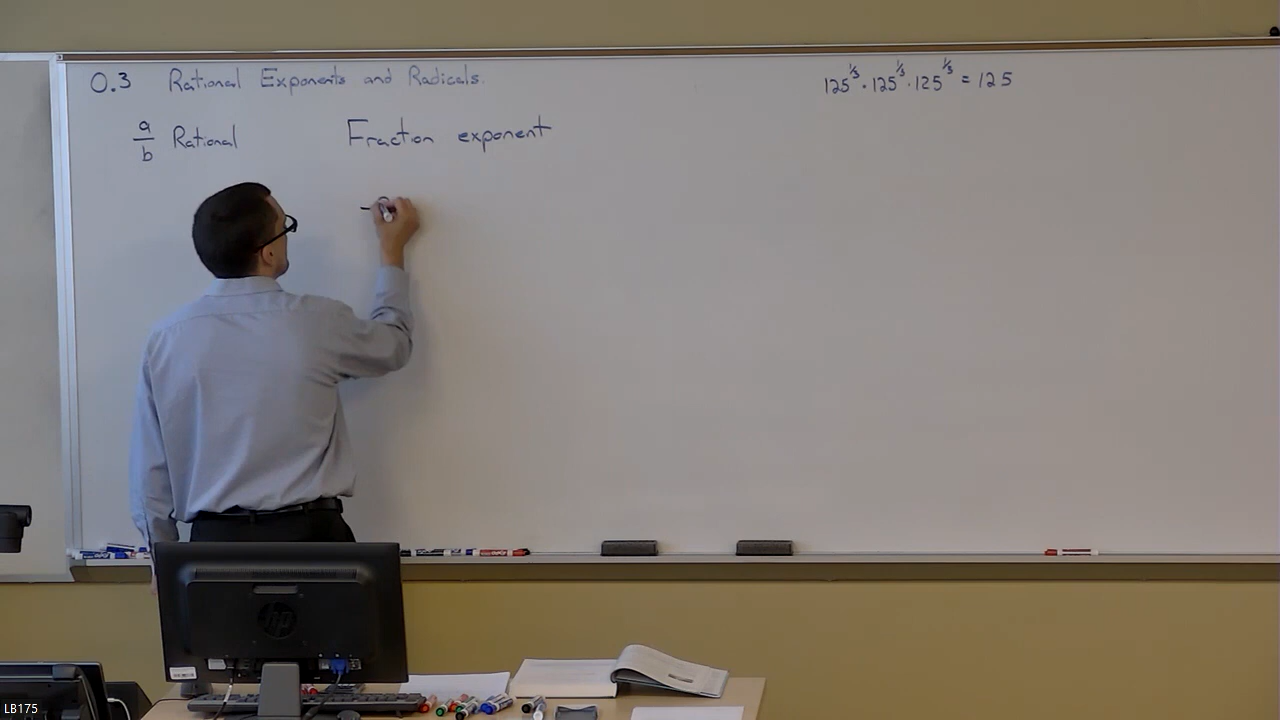 0.3 Rational Exponents and Radicals.
125^1/3 · 125^1/3 · 125^1/3 = 125
a/b Rational Fraction exponent
hp
LB175